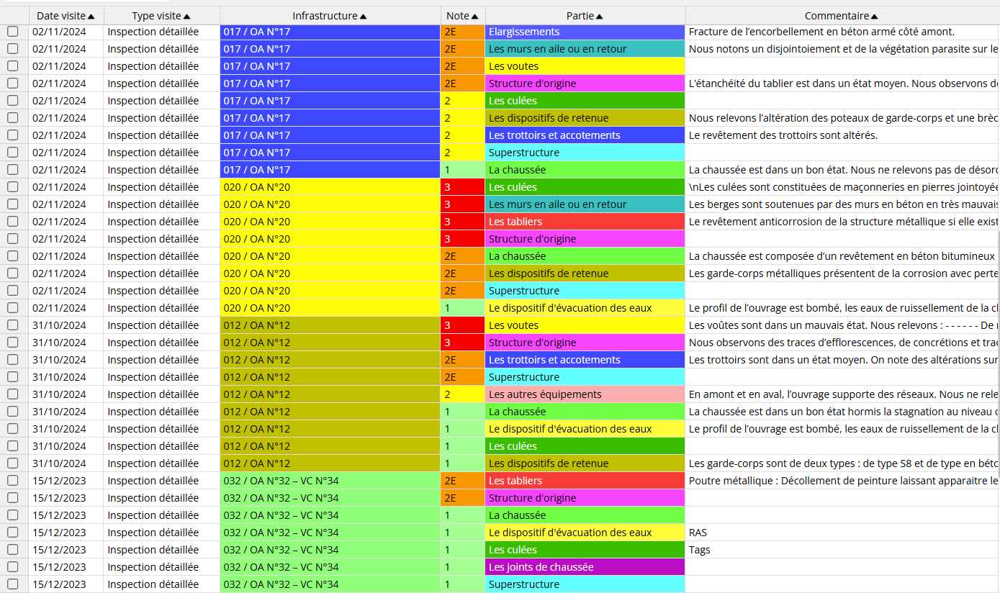 Date visite▲ Type visite▲ Infrastructure▲ Note▲ Partie▲ Commentaire▲
02/11/2024 Inspection détaillée 017 / OA N°17 2E Elargissements Fracture de l’encorbellement en béton armé côté amont.
02/11/2024 Inspection détaillée 017 / OA N°17 2E Les murs en aile ou en retour Nous notons un disjointoiement et de la végétation parasite sur le
02/11/2024 Inspection détaillée 017 / OA N°17 2E Les voutes
02/11/2024 Inspection détaillée 017 / OA N°17 2E Structure d'origine L’étanchéité du tablier est dans un état moyen. Nous observons d
02/11/2024 Inspection détaillée 017 / OA N°17 2 Les culées
02/11/2024 Inspection détaillée 017 / OA N°17 2 Les dispositifs de retenue Nous relevons l’altération des poteaux de garde-corps et une brèc
02/11/2024 Inspection détaillée 017 / OA N°17 2 Les trottoirs et accotements Le revêtement des trottoirs sont altérés.
02/11/2024 Inspection détaillée 017 / OA N°17 2 Superstructure
02/11/2024 Inspection détaillée 017 / OA N°17 1 La chaussée La chaussée est dans un bon état. Nous ne relevons pas de désord
02/11/2024 Inspection détaillée 020 / OA N°20 3 Les culées \nLes culées sont constituées de maçonneries en pierres jointoyée
02/11/2024 Inspection détaillée 020 / OA N°20 3 Les murs en aile ou en retour Les berges sont soutenues par des murs en béton en très mauvais
02/11/2024 Inspection détaillée 020 / OA N°20 3 Les tabliers Le revêtement anticorrosion de la structure métallique si elle exist
02/11/2024 Inspection détaillée 020 / OA N°20 3 Structure d'origine
02/11/2024 Inspection détaillée 020 / OA N°20 2E La chaussée La chaussée est composée d’un revêtement en béton bitumineux
02/11/2024 Inspection détaillée 020 / OA N°20 2E Les dispositifs de retenue Les garde-corps métalliques présentent de la corrosion avec perte
02/11/2024 Inspection détaillée 020 / OA N°20 2E Superstructure
02/11/2024 Inspection détaillée 020 / OA N°20 1 Le dispositif d'évacuation des eaux Le profil de l’ouvrage est bombé, les eaux de ruissellement de la cl
31/10/2024 Inspection détaillée 012 / OA N°12 3 Les voutes Les voûtes sont dans un mauvais état. Nous relevons : - - - - - - De
31/10/2024 Inspection détaillée 012 / OA N°12 3 Structure d'origine Nous observons des traces d’efflorescences, de concrétions et tra
31/10/2024 Inspection détaillée 012 / OA N°12 2E Les trottoirs et accotements Les trottoirs sont dans un état moyen. On note des altérations sur
31/10/2024 Inspection détaillée 012 / OA N°12 2E Superstructure
31/10/2024 Inspection détaillée 012 / OA N°12 2 Les autres équipements En amont et en aval, l’ouvrage supporte des réseaux. Nous ne rele
31/10/2024 Inspection détaillée 012 / OA N°12 1 La chaussée La chaussée est dans un bon état hormis la stagnation au niveau
31/10/2024 Inspection détaillée 012 / OA N°12 1 Le dispositif d'évacuation des eaux Le profil de l’ouvrage est bombé, les eaux de ruissellement de la cl
31/10/2024 Inspection détaillée 012 / OA N°12 1 Les culées
31/10/2024 Inspection détaillée 012 / OA N°12 1 Les dispositifs de retenue Les garde-corps sont de deux types : de type S8 et de type en béto
15/12/2023 Inspection détaillée 032 / OA N°32 – VC N°34 2E Les tabliers Poutre métallique : Décollement de peinture laissant apparaitre le
15/12/2023 Inspection détaillée 032 / OA N°32 – VC N°34 2E Structure d'origine
15/12/2023 Inspection détaillée 032 / OA N°32 – VC N°34 1 La chaussée
15/12/2023 Inspection détaillée 032 / OA N°32 – VC N°34 1 Le dispositif d'évacuation des eaux RAS
15/12/2023 Inspection détaillée 032 / OA N°32 – VC N°34 1 Les culées Tags
15/12/2023 Inspection détaillée 032 / OA N°32 – VC N°34 1 Les joints de chaussée
15/12/2023 Inspection détaillée 032 / OA N°32 – VC N°34 1 Superstructure